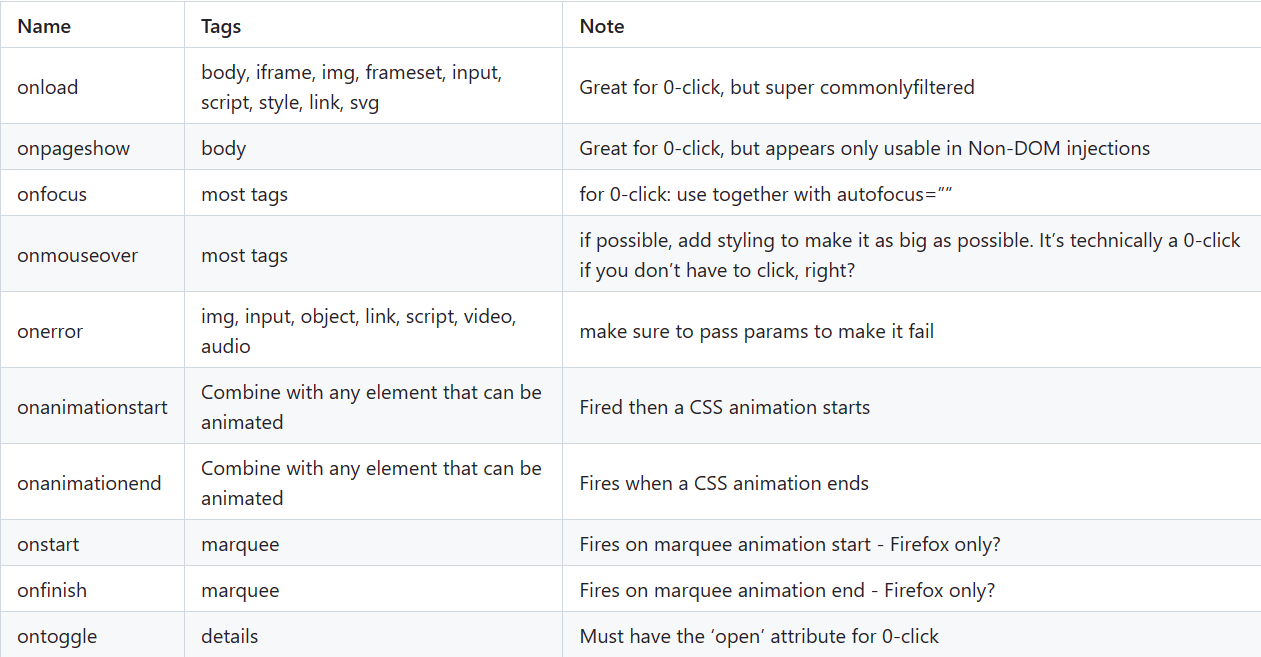 Name Tags Note
onload body, iframe, img, frameset, input, script, style, link, svg Great for 0-click, but super commonlyfiltered
onpageshow body Great for 0-click, but appears only usable in Non-DOM injections
onfocus most tags for 0-click: use together with autofocus=””
onmouseover most tags if possible, add styling to make it as big as possible. It’s technically a 0-click if you don’t have to click, right?
onerror img, input, object, link, script, video, audio make sure to pass params to make it fail
onanimationstart Combine with any element that can be animated Fired then a CSS animation starts
onanimationend Combine with any element that can be animated Fires when a CSS animation ends
onstart marquee Fires on marquee animation start - Firefox only?
onfinish marquee Fires on marquee animation end - Firefox only?
ontoggle details Must have the ‘open’ attribute for 0-click